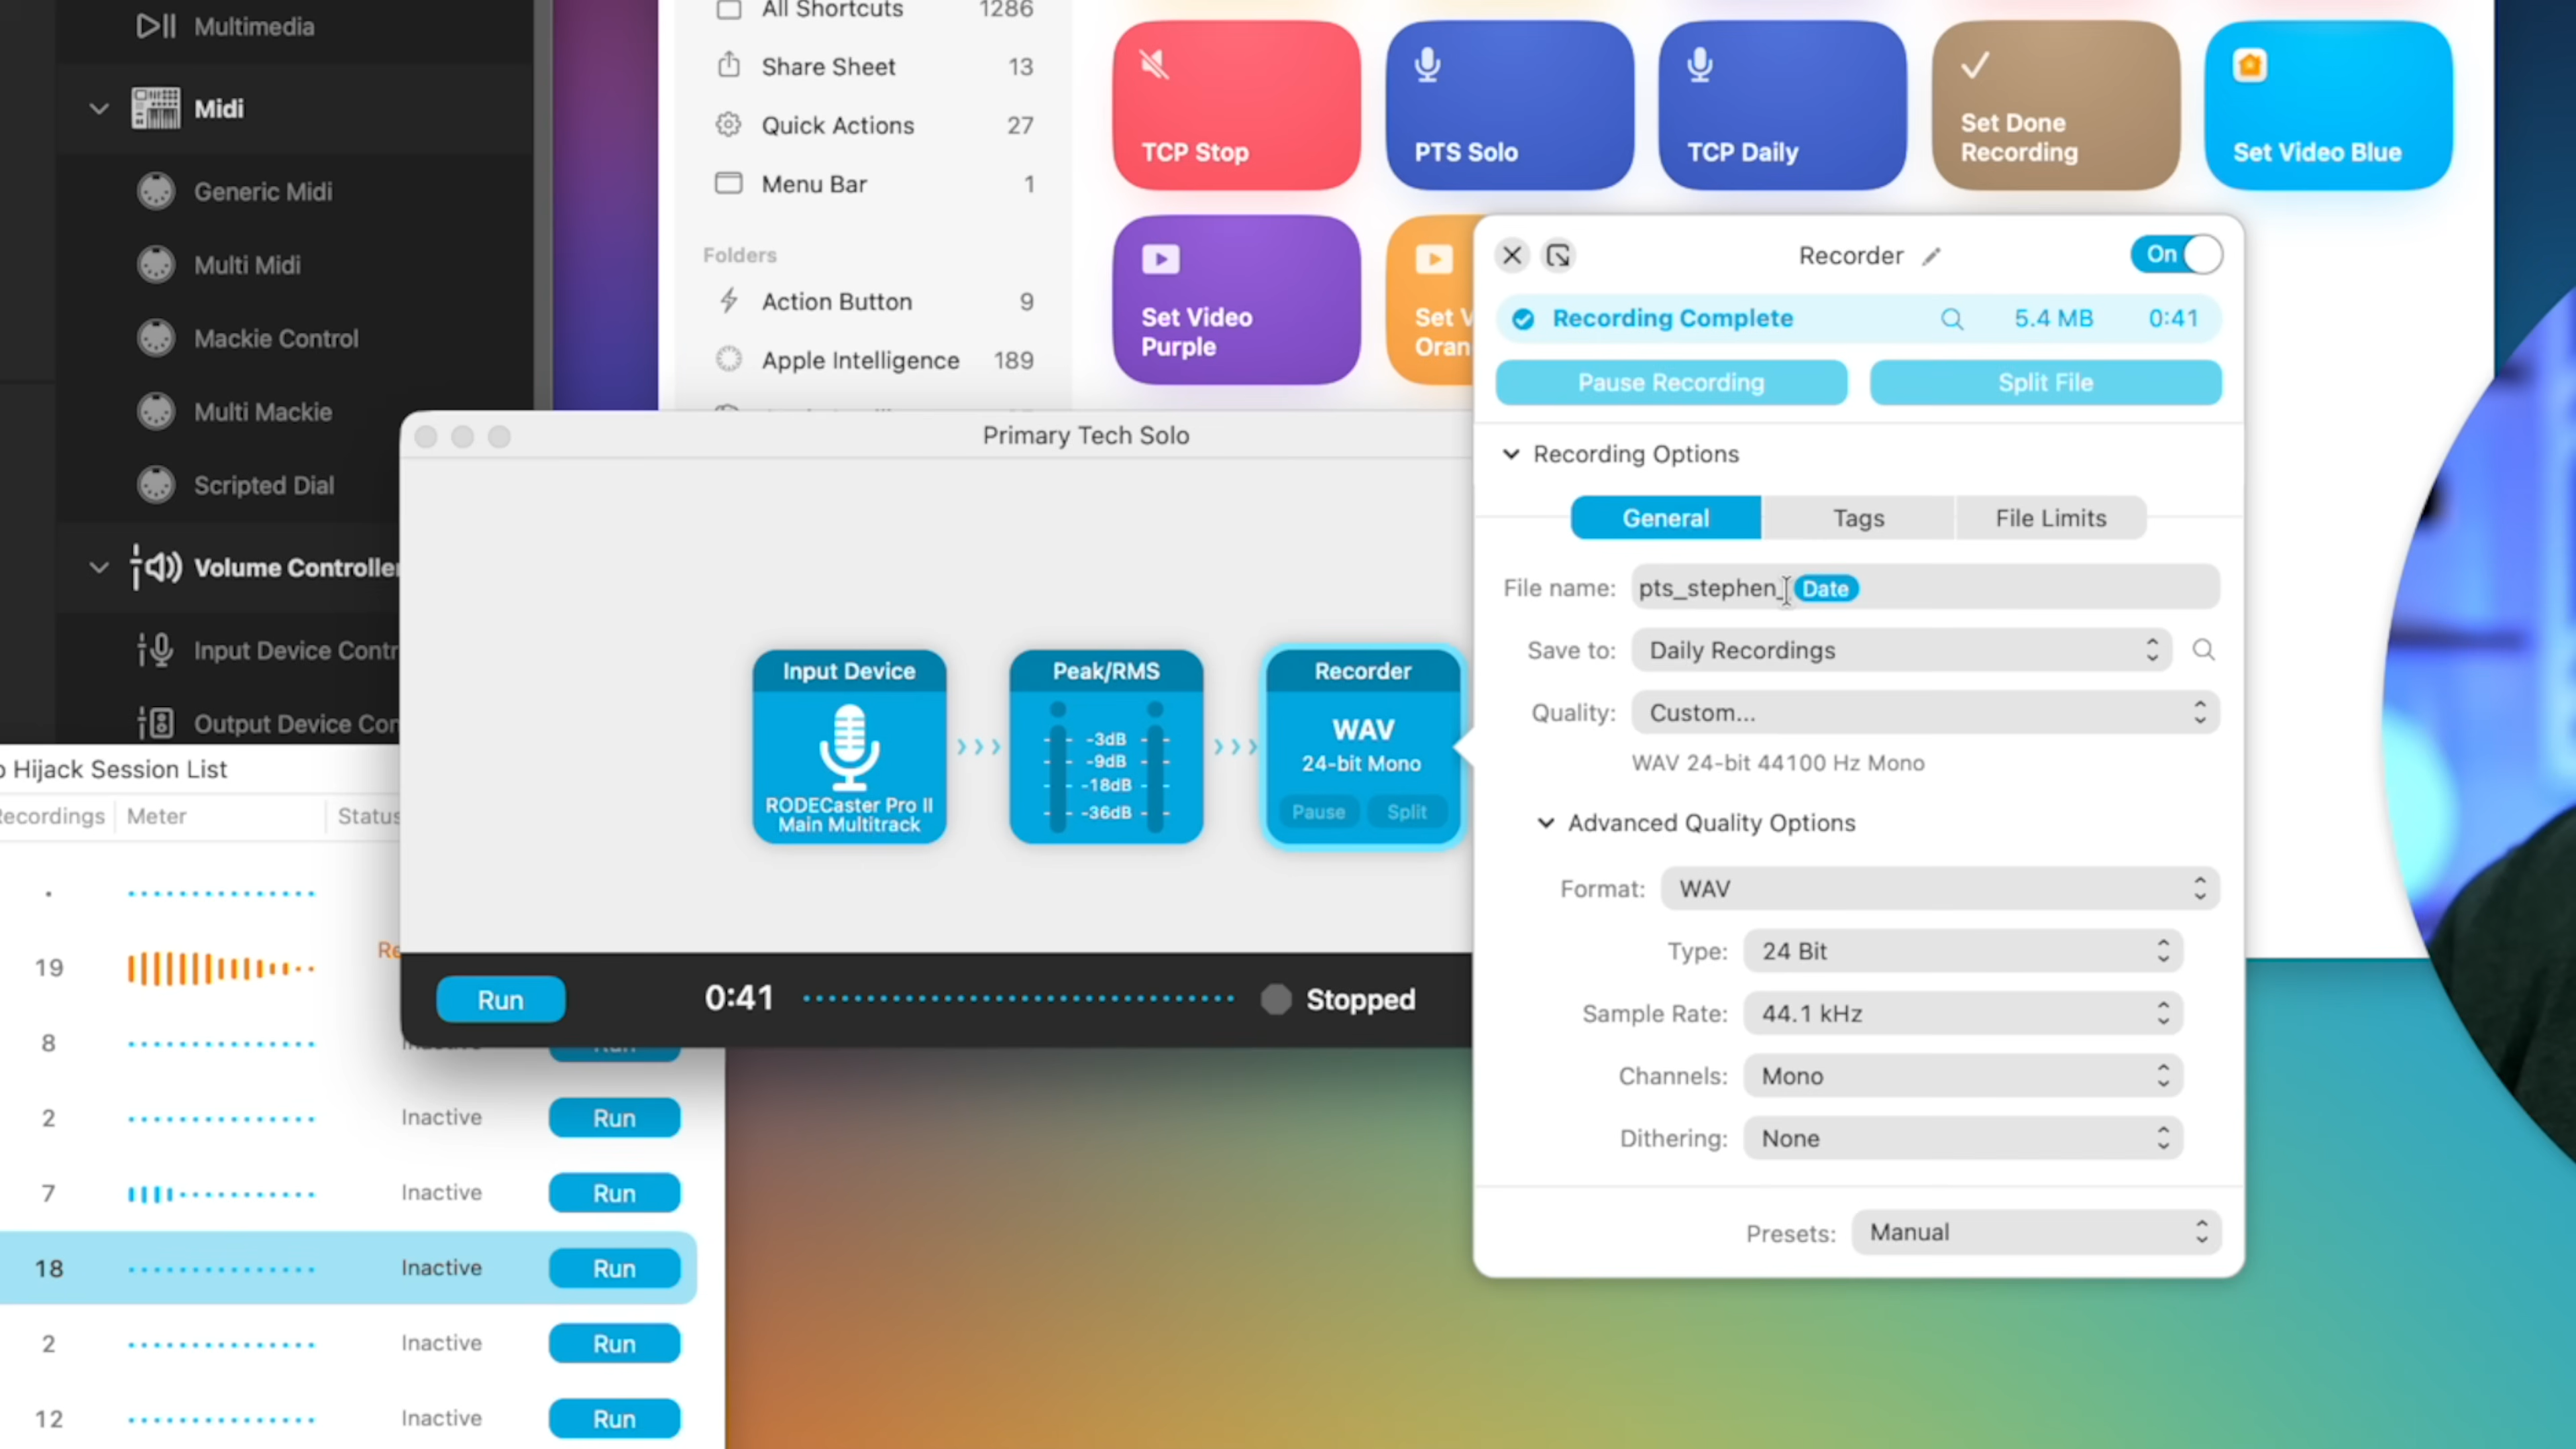 Multimedia
Midi
Generic Midi
Multi Midi
Mackie Control
Multi Mackie
Scripted Dial
Volume Controller
Input Device Contr
Output Device Con
All Shortcuts 1286
Share Sheet 13
Quick Actions 27
Menu Bar 1
Folders
Action Button 9
Apple Intelligence 189
TCP Stop
PTS Solo
TCP Daily
Set Done
Recording
Set Video Blue
Set Video
Purple
Set V
Oran
Primary Tech Solo
Input Device
RODECaster Pro II
Main Multitrack
Peak/RMS
-3dB
-9dB
-18dB
-36dB
Recorder
WAV
24-bit Mono
Pause Split
Run 0:41 Stopped
Recorder On
Recording Complete 5.4 MB 0:41
Pause Recording Split File
Recording Options
General Tags File Limits
File name: pts_stephen_ Date
Save to: Daily Recordings
Quality: Custom...
WAV 24-bit 44100 Hz Mono
Advanced Quality Options
Format: WAV
Type: 24 Bit
Sample Rate: 44.1 kHz
Channels: Mono
Dithering: None
Presets: Manual
o Hijack Session List
Recordings Meter Status
19 Re
8 Inactive Run
2 Inactive Run
7 Inactive Run
18 Inactive Run
2 Inactive Run
12 Inactive Run